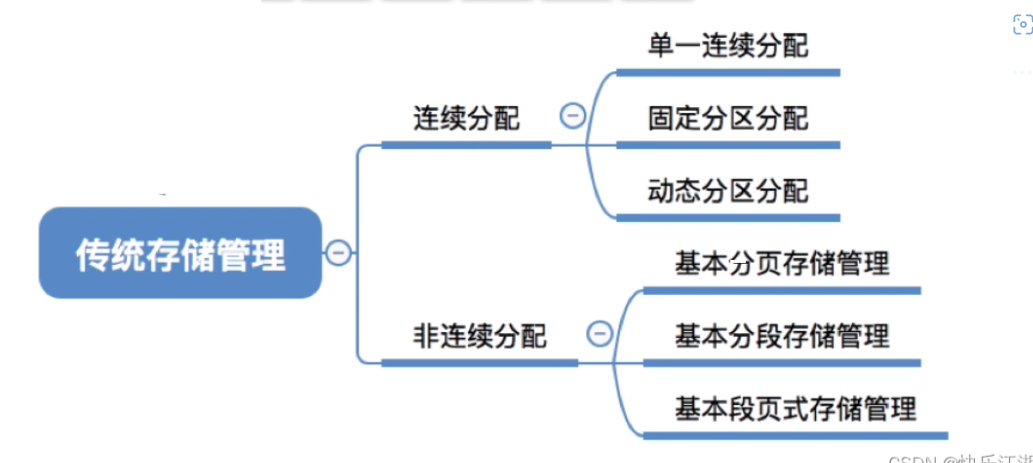 单一连续分配
连续分配
固定分区分配
动态分区分配
传统存储管理
基本分页存储管理
非连续分配
基本分段存储管理
基本段页式存储管理
CSDN @快乐江湖